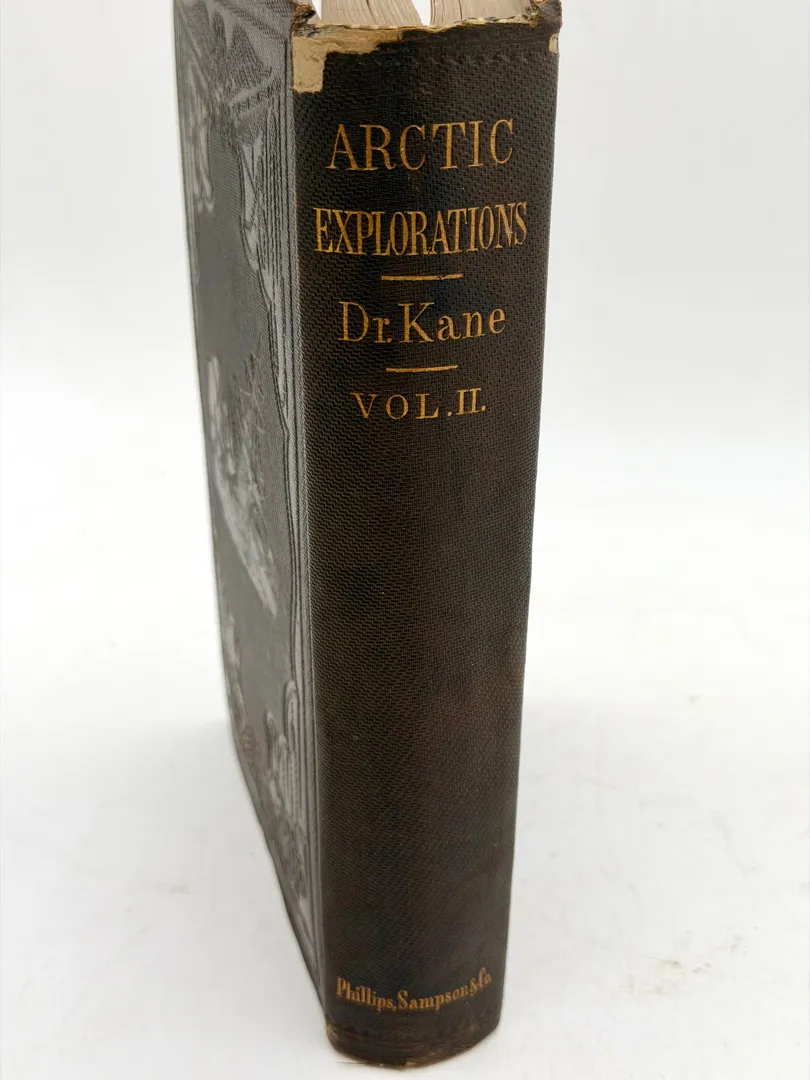 ARCTIC
EXPLORATIONS
Dr. Kane
VOL. II.
Phillips, Sampson & Co.